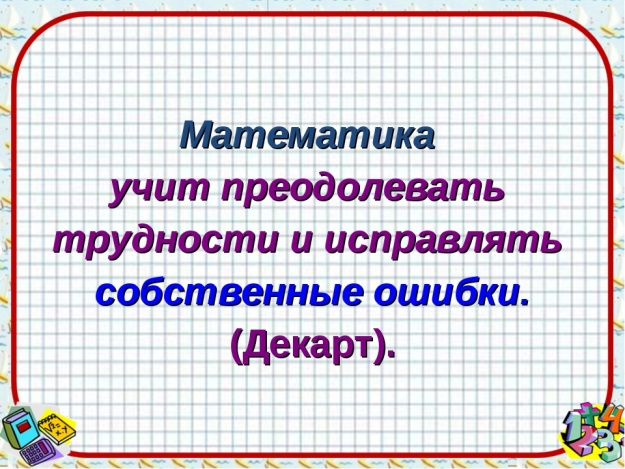 Математика
учит преодолевать
трудности и исправлять
собственные ошибки.
(Декарт).